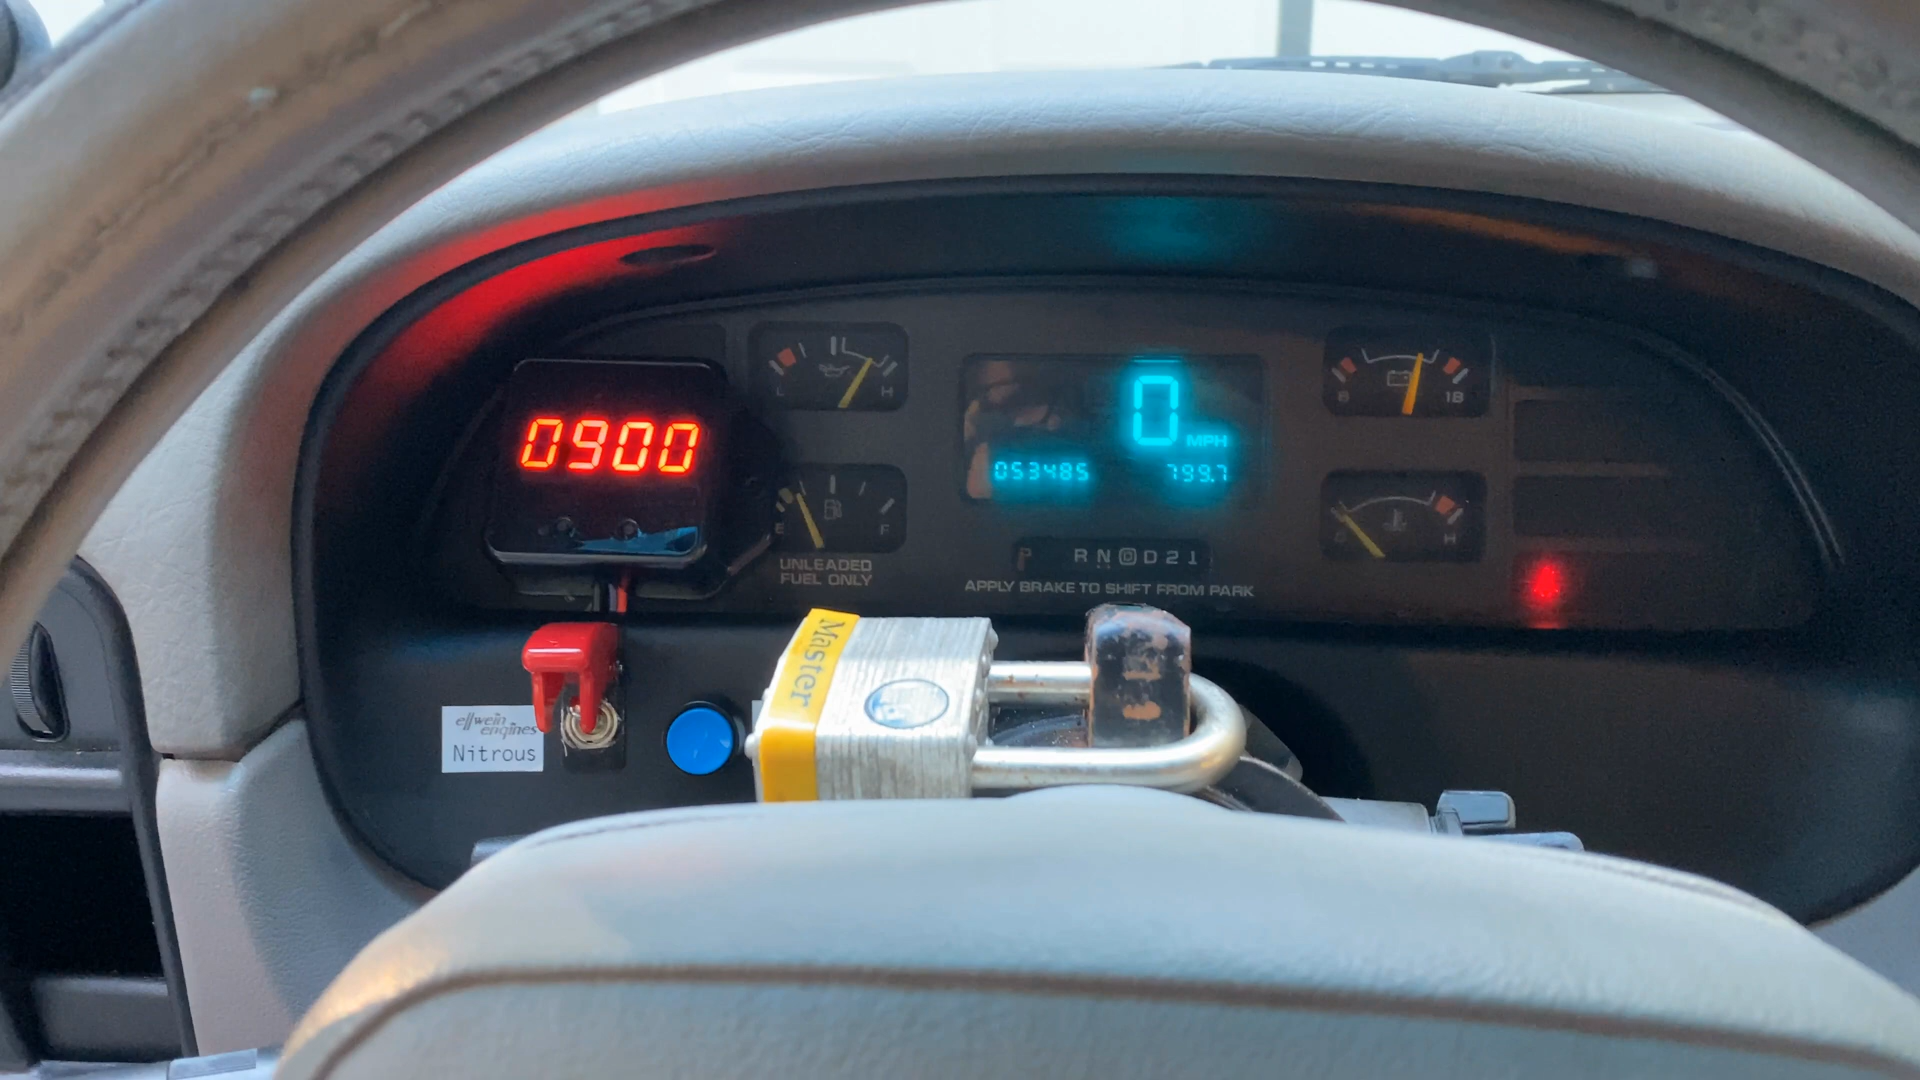 0900
L H
0
MPH
053485 799.7
8 18
E F
UNLEADED
FUEL ONLY
P R N D D 2 1
APPLY BRAKE TO SHIFT FROM PARK
C H
Master
ellwein
engines
Nitrous